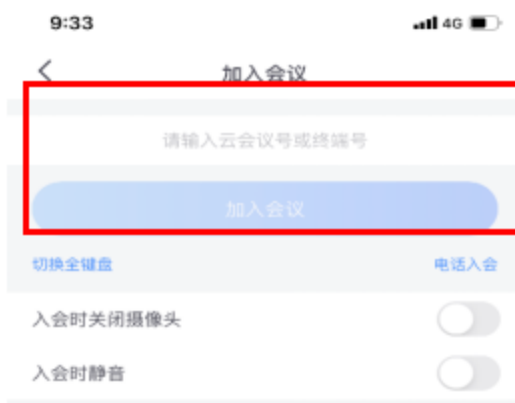 9:33 4G
加入会议
请输入云会议号或终端号
加入会议
切换全键盘 电话入会
入会时关闭摄像头
入会时静音